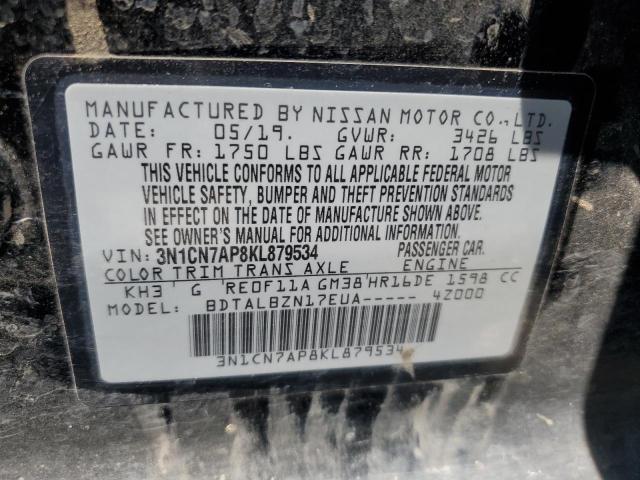 MANUFACTURED BY NISSAN MOTOR CO.,LTD.
DATE: 05/19. GVWR: 3426 LBS
GAWR FR: 1750 LBS GAWR RR: 1708 LBS
THIS VEHICLE CONFORMS TO ALL APPLICABLE FEDERAL MOTOR
VEHICLE SAFETY, BUMPER AND THEFT PREVENTION STANDARDS
IN EFFECT ON THE DATE OF MANUFACTURE SHOWN ABOVE.
SEE OWNER'S MANUAL FOR ADDITIONAL INFORMATION.
VIN: 3N1CN7AP8KL879534 PASSENGER CAR.
COLOR TRIM TRANS AXLE ENGINE
KH3 G RE0F11A GM38 HR16DE 1598 CC
MODEL: BDTALBZN17EUA----- 4Z000
3N1CN7AP8KL879534